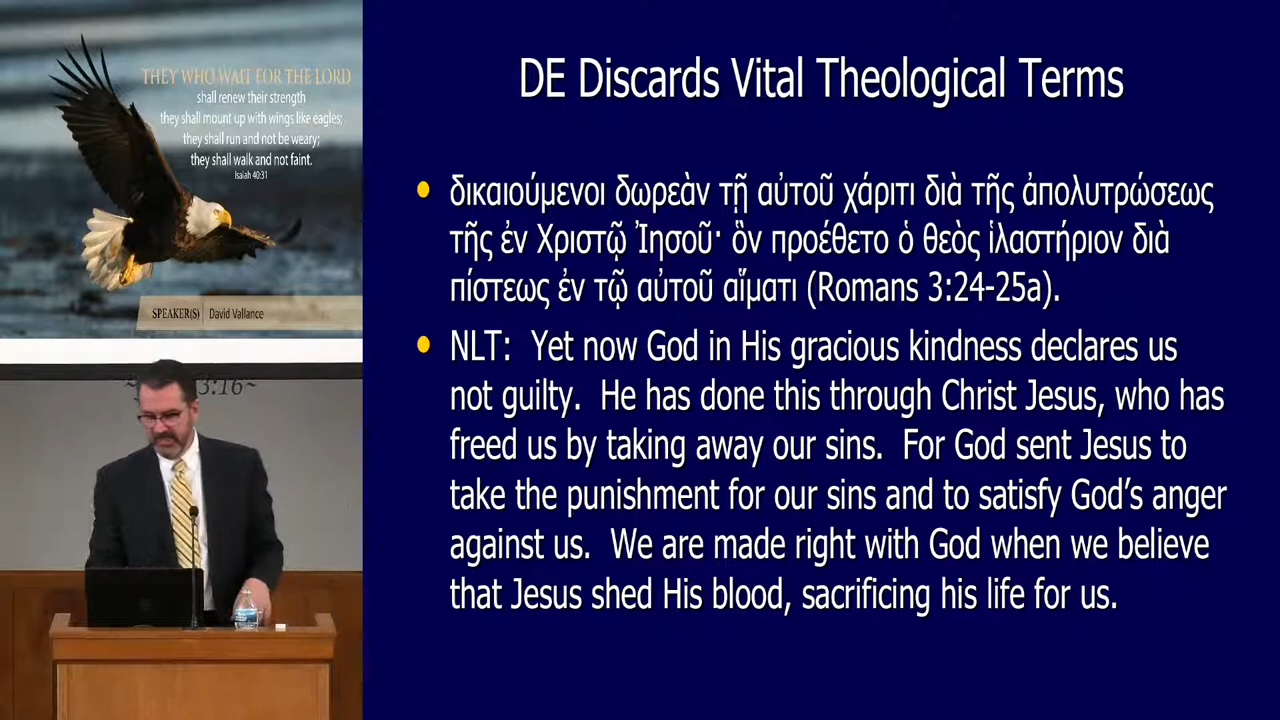 THEY WHO WAIT FOR THE LORD
shall renew their strength
they shall mount up with wings like eagles;
they shall run and not be weary;
they shall walk and not faint.
Isaiah 40:31
SPEAKER(S) David Vallance
3:16~
DE Discards Vital Theological Terms
• δικαιούμενοι δωρεὰν τῇ αὐτοῦ χάριτι διὰ τῆς ἀπολυτρώσεως
τῆς ἐν Χριστῷ Ἰησοῦ· ὃν προέθετο ὁ θεὸς ἱλαστήριον διὰ
πίστεως ἐν τῷ αὐτοῦ αἵματι (Romans 3:24-25a).
• NLT: Yet now God in His gracious kindness declares us
not guilty. He has done this through Christ Jesus, who has
freed us by taking away our sins. For God sent Jesus to
take the punishment for our sins and to satisfy God’s anger
against us. We are made right with God when we believe
that Jesus shed His blood, sacrificing his life for us.